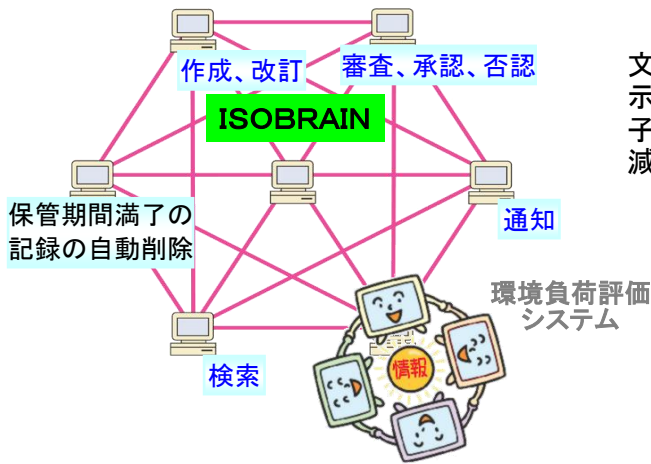 作成、改訂
審査、承認、否認
ISOBRAIN
文
示
子
減
保管期間満了の
記録の自動削除
通知
環境負荷評価
システム
検索
情報